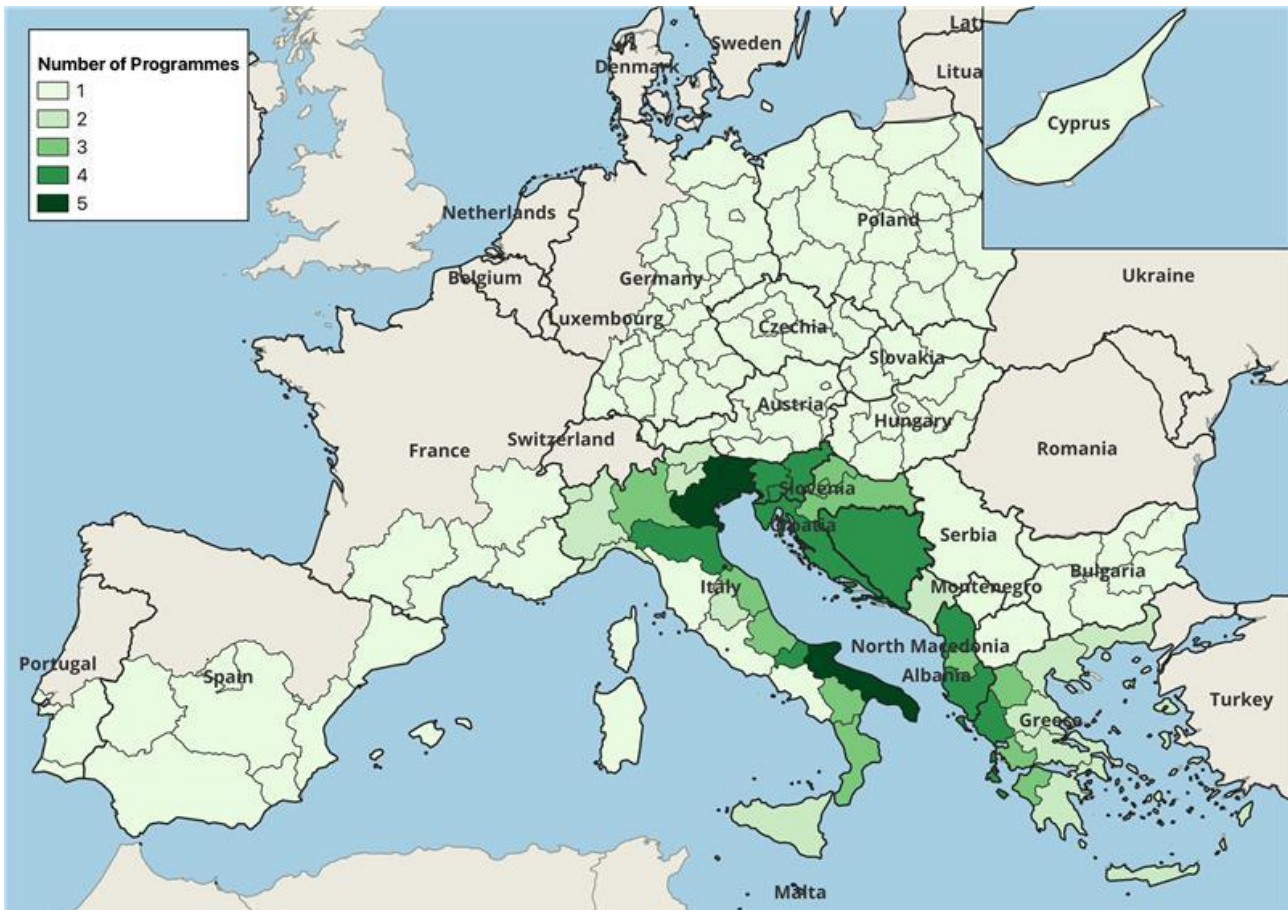 Number of Programmes
1
2
3
4
5
Sweden
Lat
Denmark
Litua
Cyprus
Netherlands
Poland
Belgium
Germany
Ukraine
Luxembourg
Czechia
Slovakia
Austria
Hungary
France
Switzerland
Romania
Slovenia
Croatia
Serbia
Italy
Montenegro
Bulgaria
North Macedonia
Portugal
Spain
Albania
Turkey
Greece
Malta